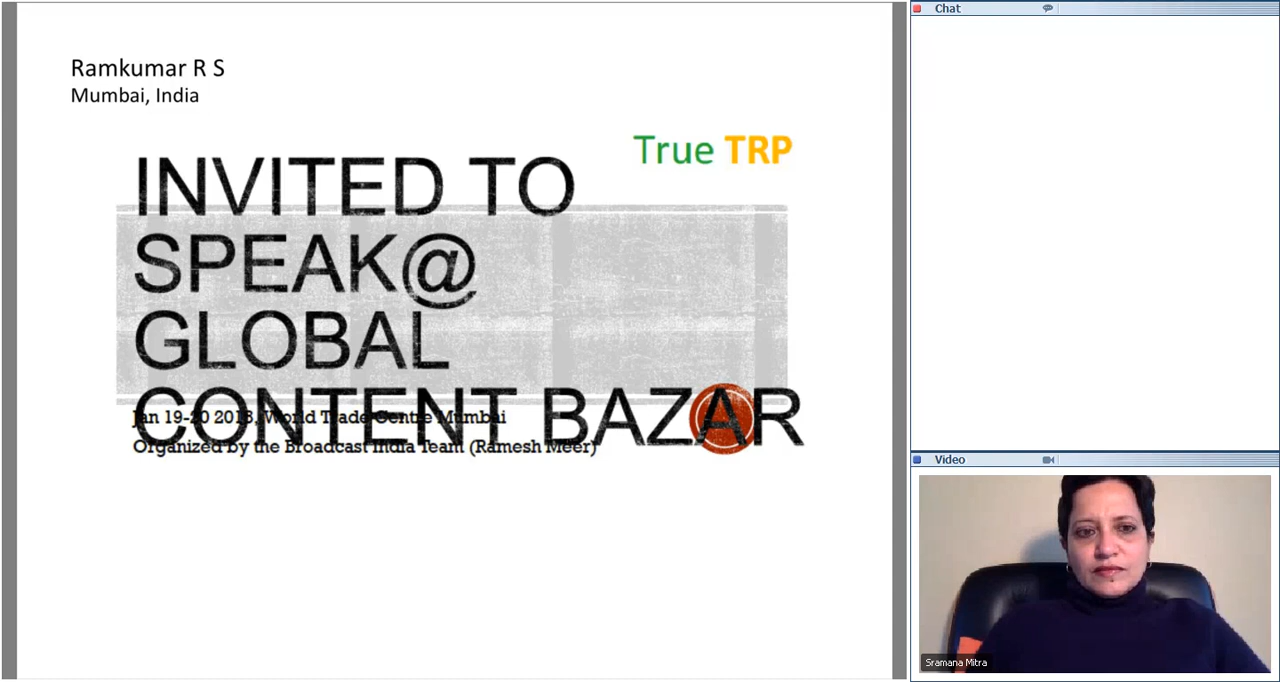 Ramkumar R S
Mumbai, India
True TRP
INVITED TO
SPEAK@
GLOBAL
CONTENT BAZAR
Jan 19-20 2018, World Trade Centre Mumbai
Organized by the Broadcast India Team (Ramesh Meer)
Chat
Video
Sramana Mitra